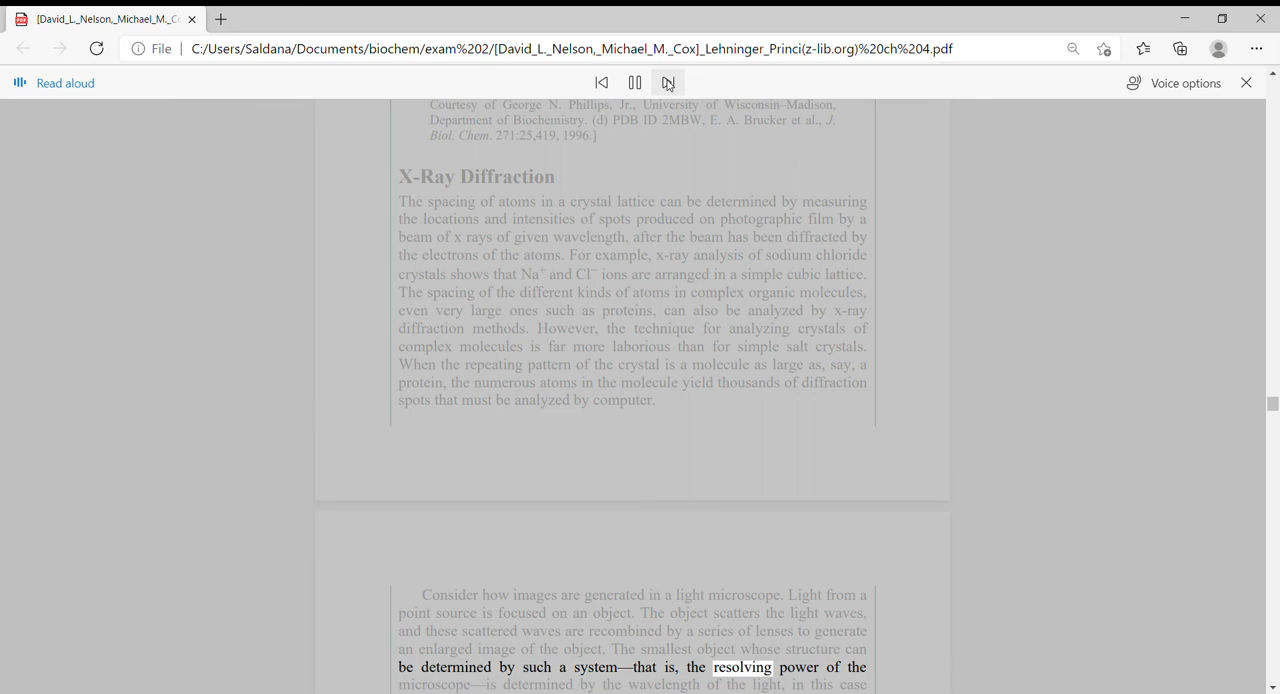 [David_L._Nelson,_Michael_M._C
File
C:/Users/Saldana/Documents/biochem/exam%202/[David_L._Nelson,_Michael_M._Cox]_Lehninger_Princi(z-lib.org)%20ch%204.pdf
Read aloud
Voice options
Courtesy of George N. Phillips, Jr., University of Wisconsin–Madison,
Department of Biochemistry. (d) PDB ID 2MBW, E. A. Brucker et al., J.
Biol. Chem. 271:25,419, 1996.]
X-Ray Diffraction
The spacing of atoms in a crystal lattice can be determined by measuring
the locations and intensities of spots produced on photographic film by a
beam of x rays of given wavelength, after the beam has been diffracted by
the electrons of the atoms. For example, x-ray analysis of sodium chloride
crystals shows that Na⁺ and Cl⁻ ions are arranged in a simple cubic lattice.
The spacing of the different kinds of atoms in complex organic molecules,
even very large ones such as proteins, can also be analyzed by x-ray
diffraction methods. However, the technique for analyzing crystals of
complex molecules is far more laborious than for simple salt crystals.
When the repeating pattern of the crystal is a molecule as large as, say, a
protein, the numerous atoms in the molecule yield thousands of diffraction
spots that must be analyzed by computer.
Consider how images are generated in a light microscope. Light from a
point source is focused on an object. The object scatters the light waves,
and these scattered waves are recombined by a series of lenses to generate
an enlarged image of the object. The smallest object whose structure can
be determined by such a system—that is, the resolving power of the
microscope—is determined by the wavelength of the light, in this case